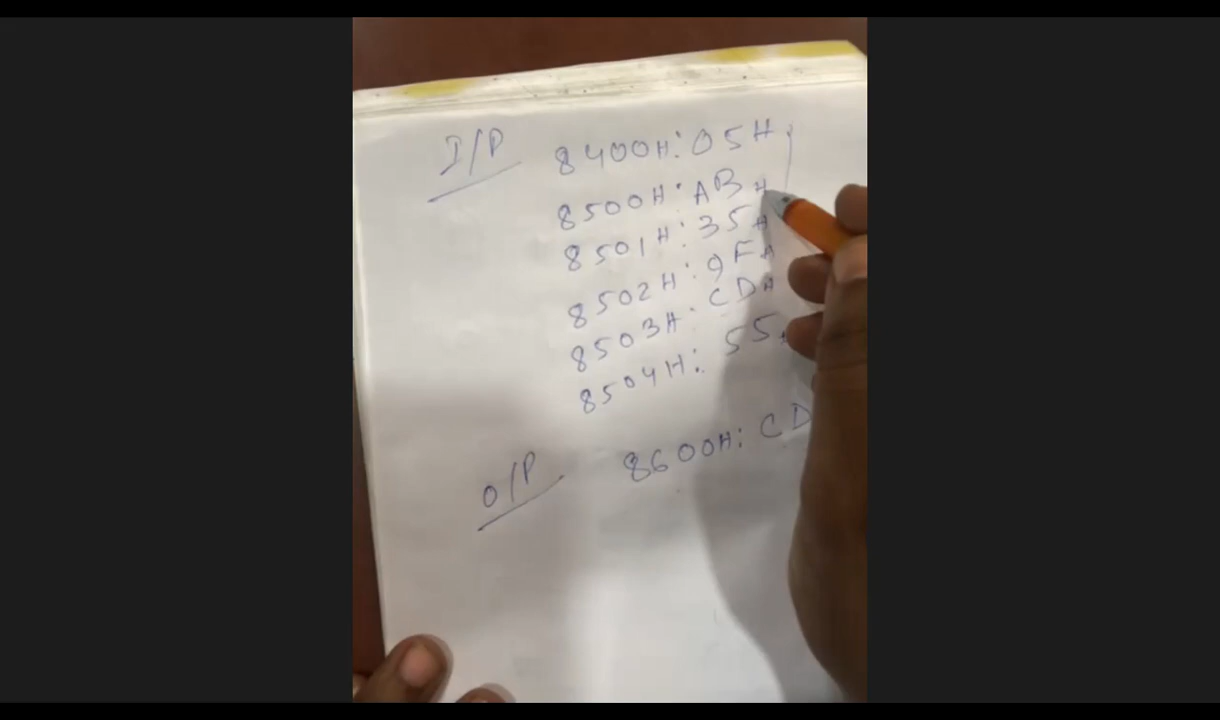 I/P 8400H: 05H
8500H: ABH
8501H: 35H
8502H: 9FH
8503H: CDH
8504H: 55
O/P 8600H: CD